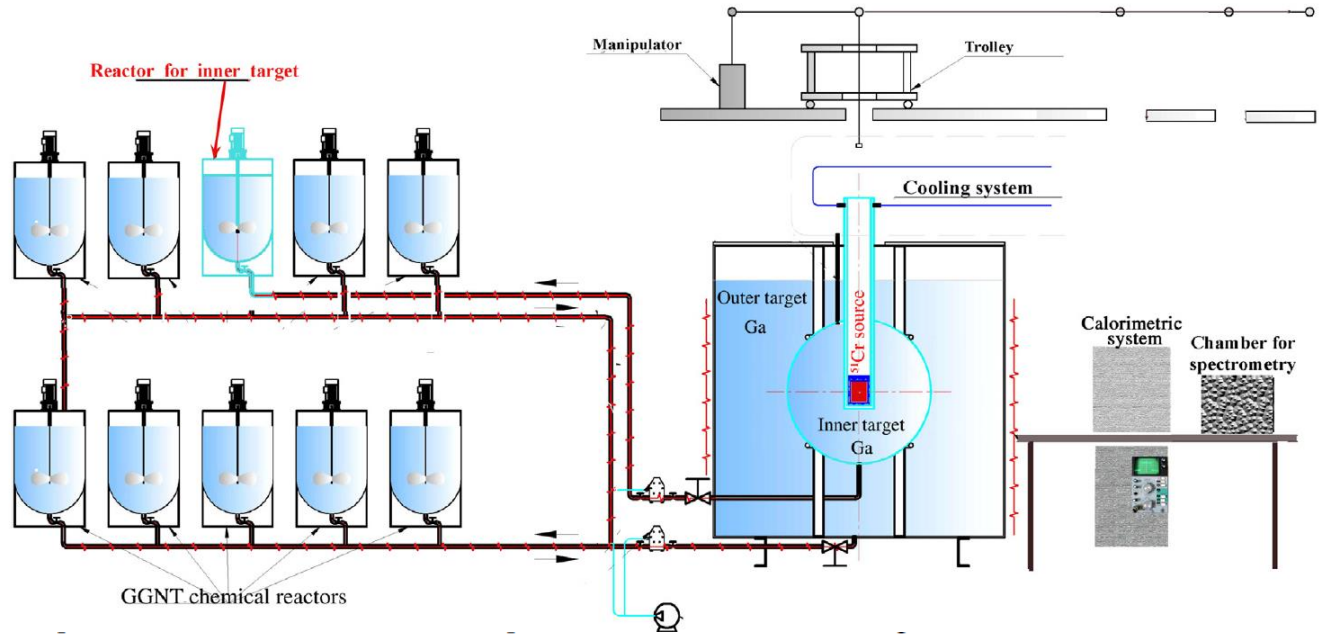 Manipulator
Trolley
Reactor for inner target
Cooling system
Outer target
Ga
51Cr source
Calorimetric
system
Chamber for
spectrometry
Inner target
Ga
GGNT chemical reactors